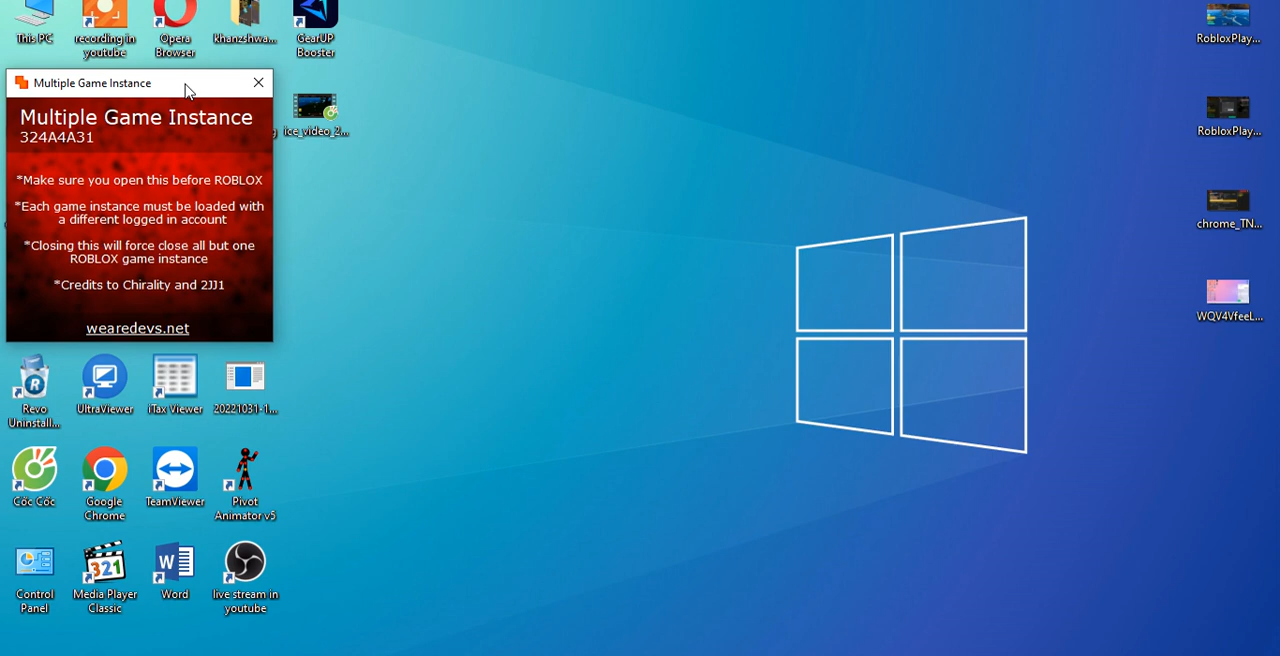 This PC
recording in
youtube
Opera
Browser
khanzshwa...
GearUP
Booster
RobloxPlay...
Multiple Game Instance
Multiple Game Instance
324A4A31
*Make sure you open this before ROBLOX
*Each game instance must be loaded with
a different logged in account
*Closing this will force close all but one
ROBLOX game instance
*Credits to Chirality and 2JJ1
wearedevs.net
ice_video_2...
RobloxPlay...
chrome_TN...
WQV4VfeeL...
Revo
Uninstall...
UltraViewer
iTax Viewer
20221031-1...
Cốc Cốc
Google
Chrome
TeamViewer
Pivot
Animator v5
Control
Panel
Media Player
Classic
Word
live stream in
youtube